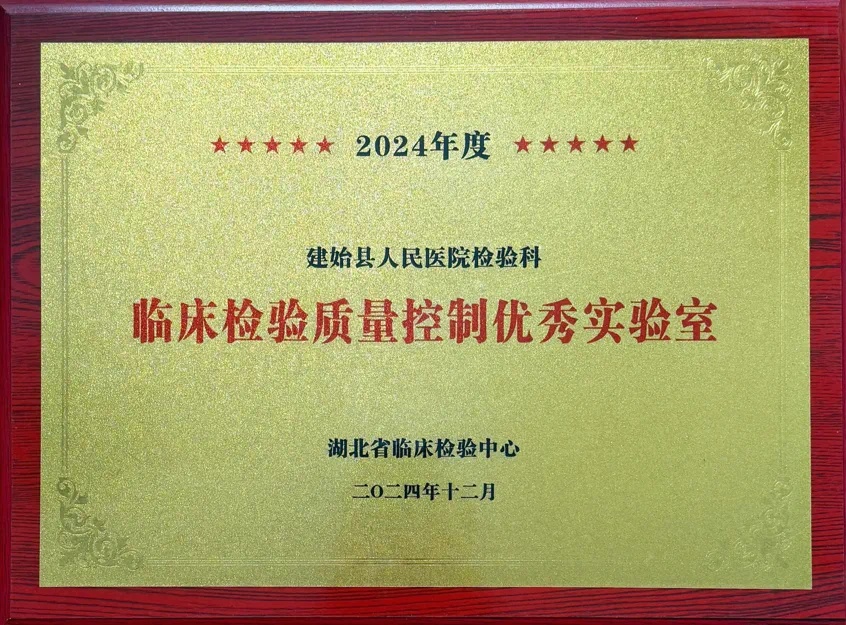 ★★★★★ 2024年度 ★★★★★
建始县人民医院检验科
临床检验质量控制优秀实验室
湖北省临床检验中心
二〇二四年十二月